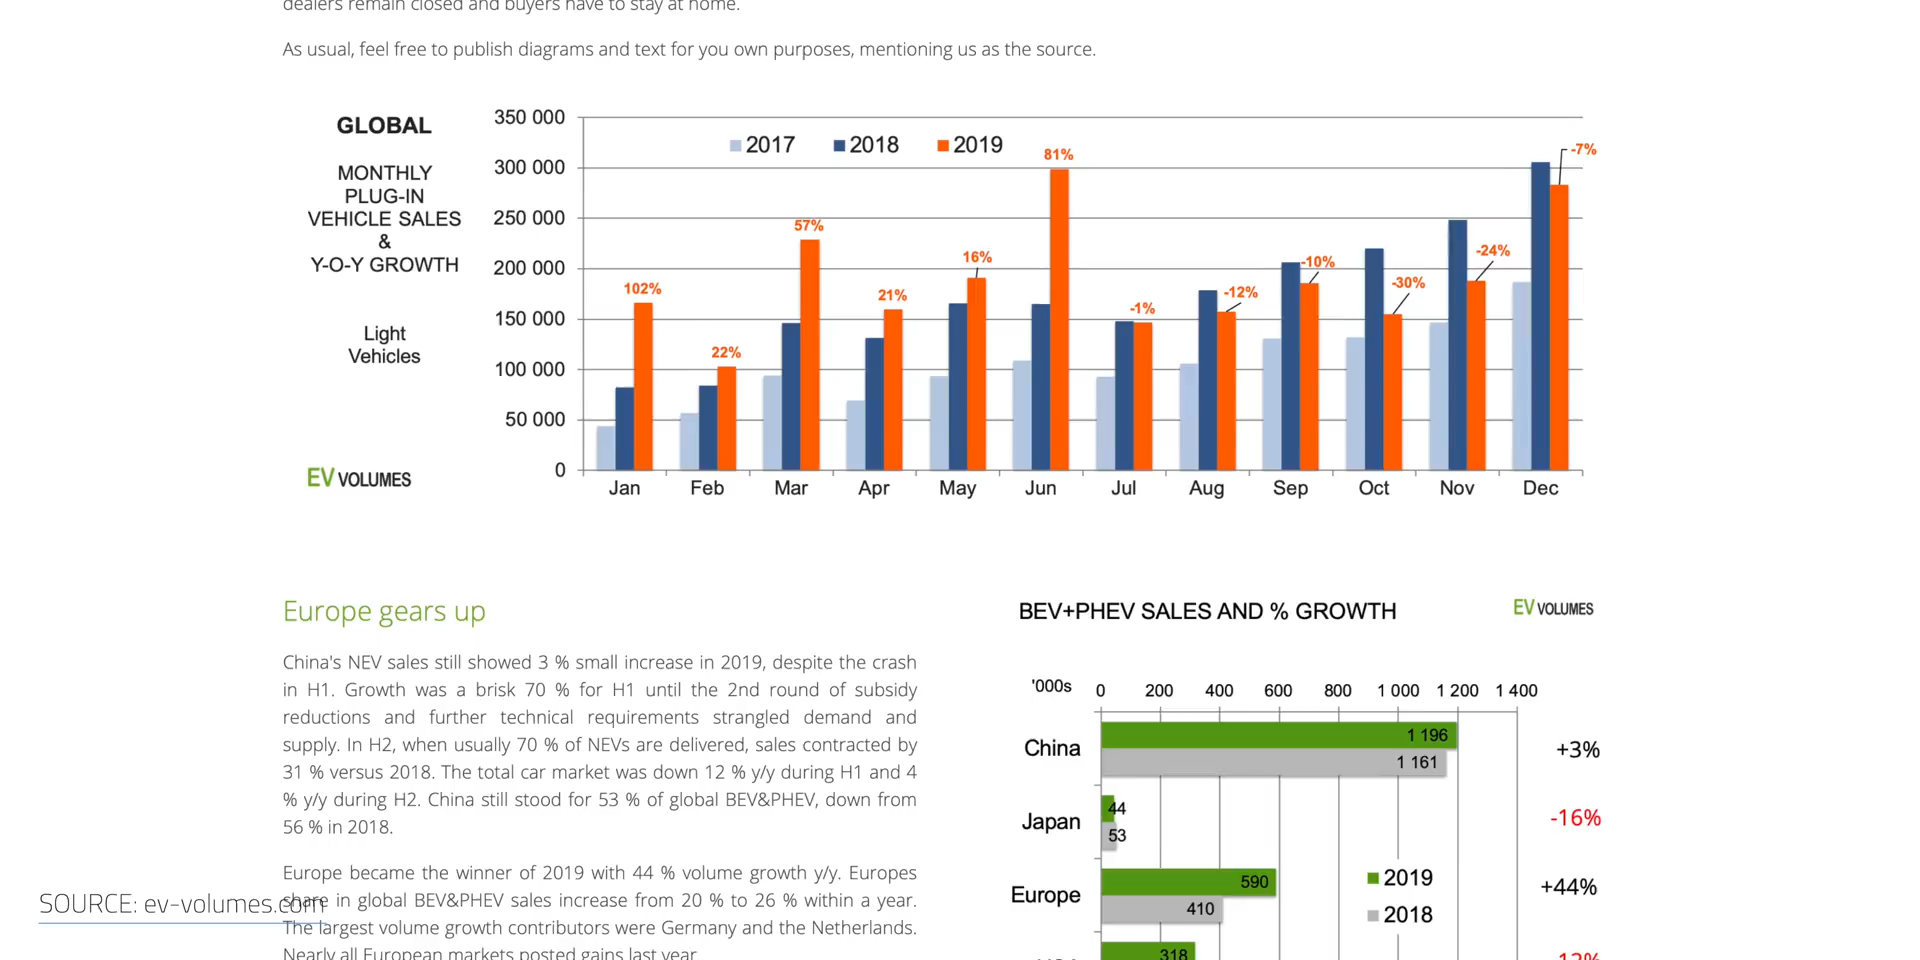 dealers remain closed and buyers have to stay at home.
As usual, feel free to publish diagrams and text for you own purposes, mentioning us as the source.
GLOBAL
MONTHLY
PLUG-IN
VEHICLE SALES
&
Y-O-Y GROWTH
Light
Vehicles
EV VOLUMES
350 000
300 000
250 000
200 000
150 000
100 000
50 000
0
2017 2018 2019
102%
22%
57%
21%
16%
81%
-1%
-12%
-10%
-30%
-24%
-7%
Jan Feb Mar Apr May Jun Jul Aug Sep Oct Nov Dec
Europe gears up
China's NEV sales still showed 3 % small increase in 2019, despite the crash
in H1. Growth was a brisk 70 % for H1 until the 2nd round of subsidy
reductions and further technical requirements strangled demand and
supply. In H2, when usually 70 % of NEVs are delivered, sales contracted by
31 % versus 2018. The total car market was down 12 % y/y during H1 and 4
% y/y during H2. China still stood for 53 % of global BEV&PHEV, down from
56 % in 2018.
Europe became the winner of 2019 with 44 % volume growth y/y. Europes
share in global BEV&PHEV sales increase from 20 % to 26 % within a year.
The largest volume growth contributors were Germany and the Netherlands.
Nearly all European markets posted gains last year
SOURCE: ev-volumes.com
BEV+PHEV SALES AND % GROWTH
EV VOLUMES
'000s 0 200 400 600 800 1 000 1 200 1 400
China 1 196 +3%
1 161
Japan 44 -16%
53
Europe 590 +44%
410
2019
2018
318